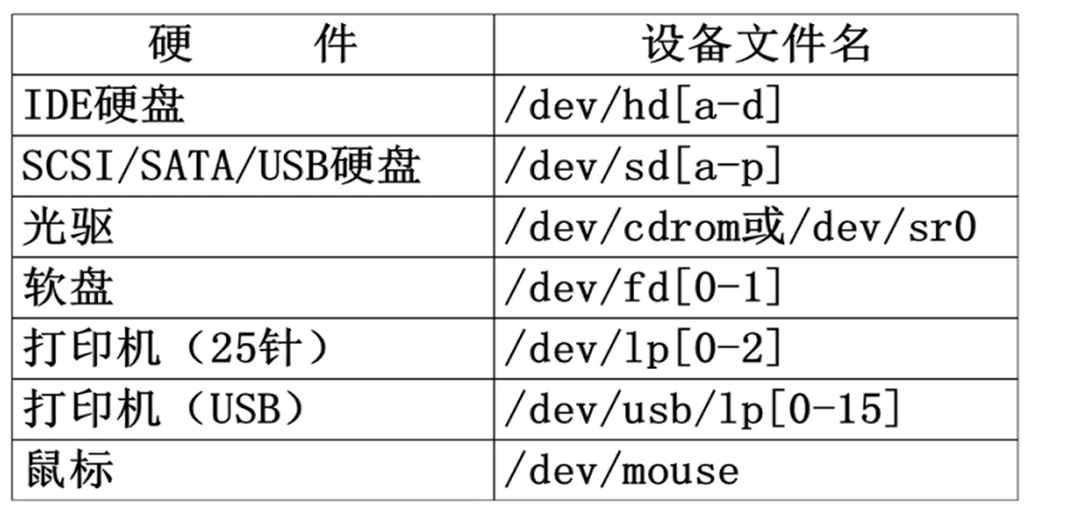 硬 件 设备文件名
IDE硬盘 /dev/hd[a-d]
SCSI/SATA/USB硬盘 /dev/sd[a-p]
光驱 /dev/cdrom或/dev/sr0
软盘 /dev/fd[0-1]
打印机（25针） /dev/lp[0-2]
打印机（USB） /dev/usb/lp[0-15]
鼠标 /dev/mouse